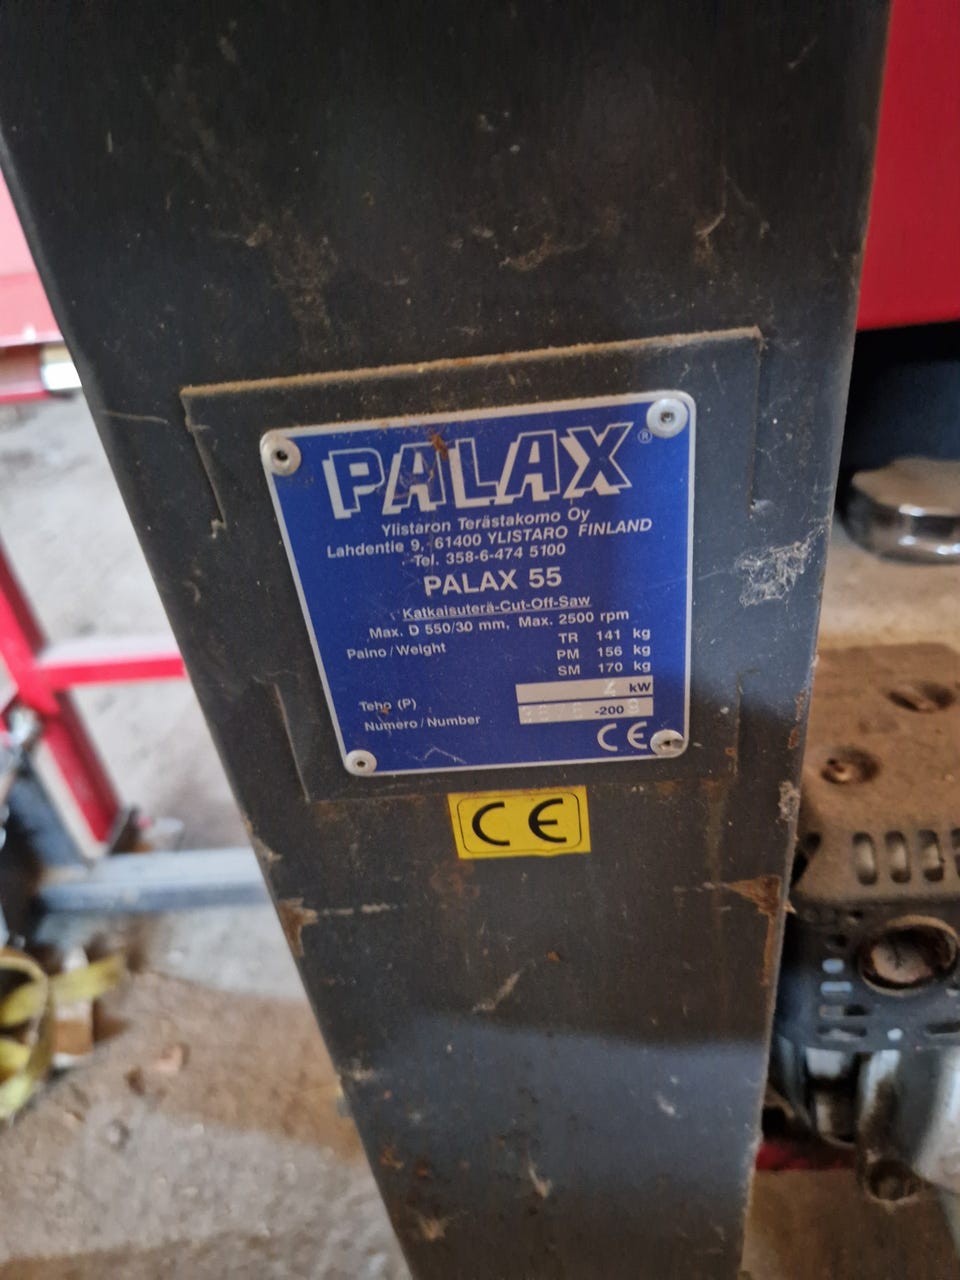 PALAX®
Ylistaron Terästakomo Oy
Lahdentie 9, 61400 YLISTARO FINLAND
Tel. 358-6-474 5100
PALAX 55
Katkaisuterä-Cut-Off-Saw
Max. D 550/30 mm, Max. 2500 rpm
Paino/Weight TR 141 kg
PM 156 kg
SM 170 kg
Teho (P) 4 kW
Numero/Number -2009
CE
CE